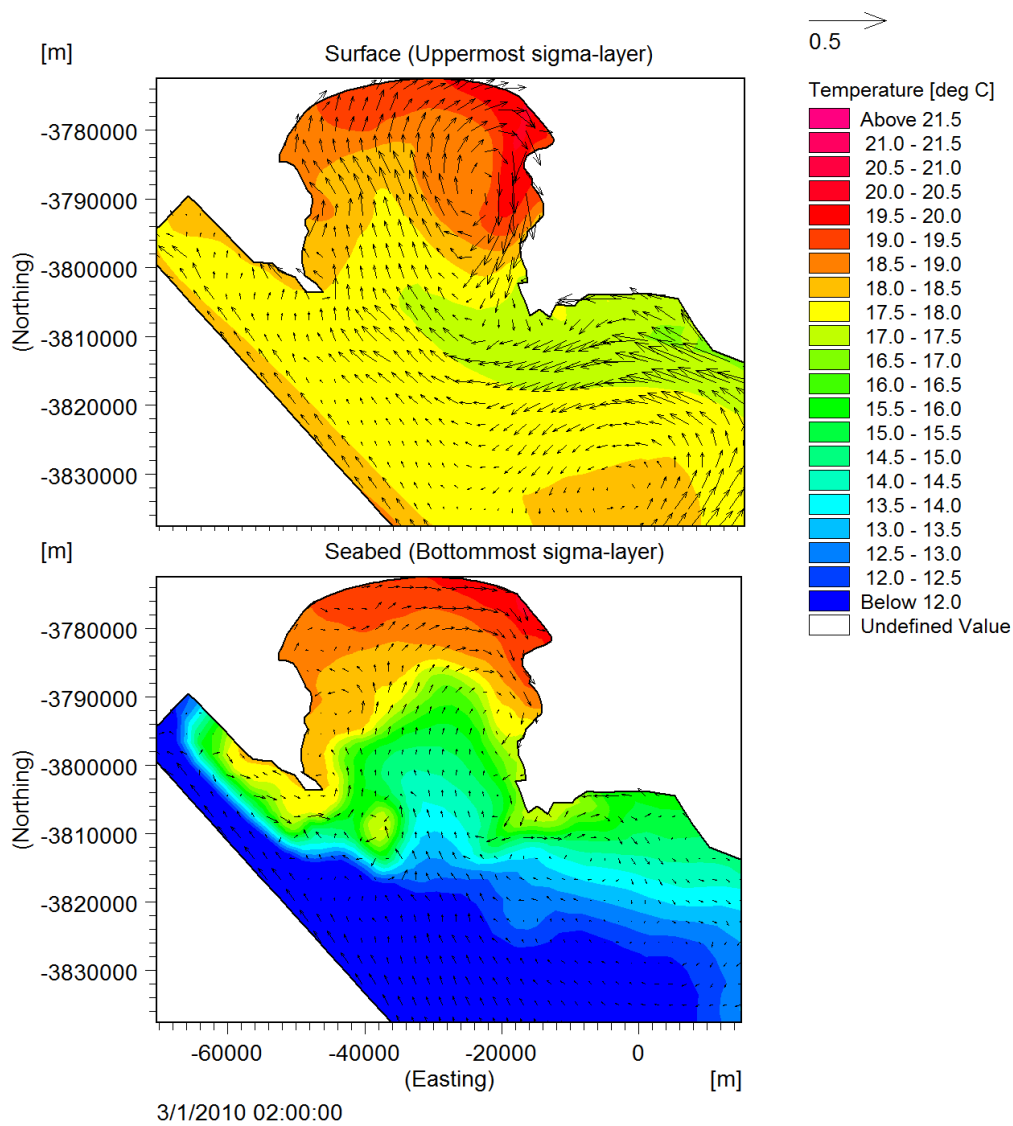 0.5
[m]
Surface (Uppermost sigma-layer)
-3780000
-3790000
-3800000
-3810000
-3820000
-3830000
(Northing)
Temperature [deg C]
Above 21.5
21.0 - 21.5
20.5 - 21.0
20.0 - 20.5
19.5 - 20.0
19.0 - 19.5
18.5 - 19.0
18.0 - 18.5
17.5 - 18.0
17.0 - 17.5
16.5 - 17.0
16.0 - 16.5
15.5 - 16.0
15.0 - 15.5
14.5 - 15.0
14.0 - 14.5
13.5 - 14.0
13.0 - 13.5
12.5 - 13.0
12.0 - 12.5
Below 12.0
Undefined Value
[m]
Seabed (Bottommost sigma-layer)
-3780000
-3790000
-3800000
-3810000
-3820000
-3830000
(Northing)
-60000 -40000 -20000 0
(Easting) [m]
3/1/2010 02:00:00